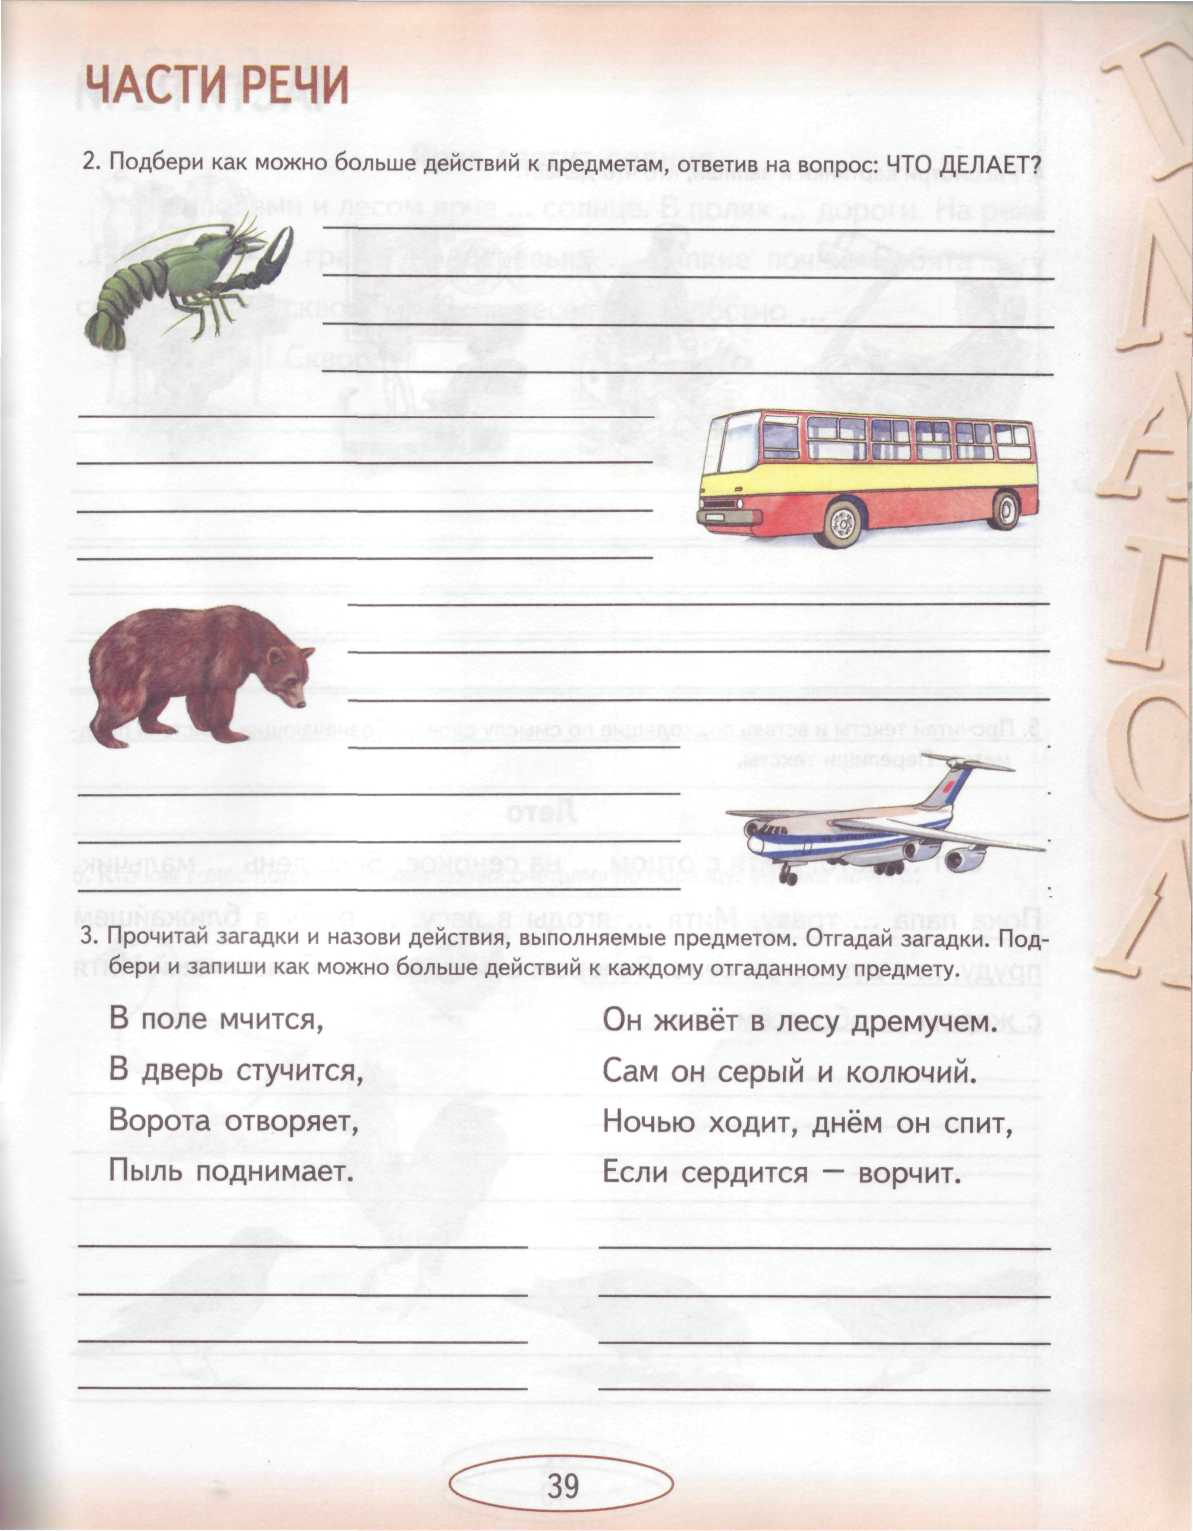 ЧАСТИ РЕЧИ
2. Подбери как можно больше действий к предметам, ответив на вопрос: ЧТО ДЕЛАЕТ?
3. Прочитай загадки и назови действия, выполняемые предметом. Отгадай загадки. Под-
бери и запиши как можно больше действий к каждому отгаданному предмету.
В поле мчится,
В дверь стучится,
Ворота отворяет,
Пыль поднимает.
Он живёт в лесу дремучем.
Сам он серый и колючий.
Ночью ходит, днём он спит,
Если сердится — ворчит.
39
ГЛАГОЛ